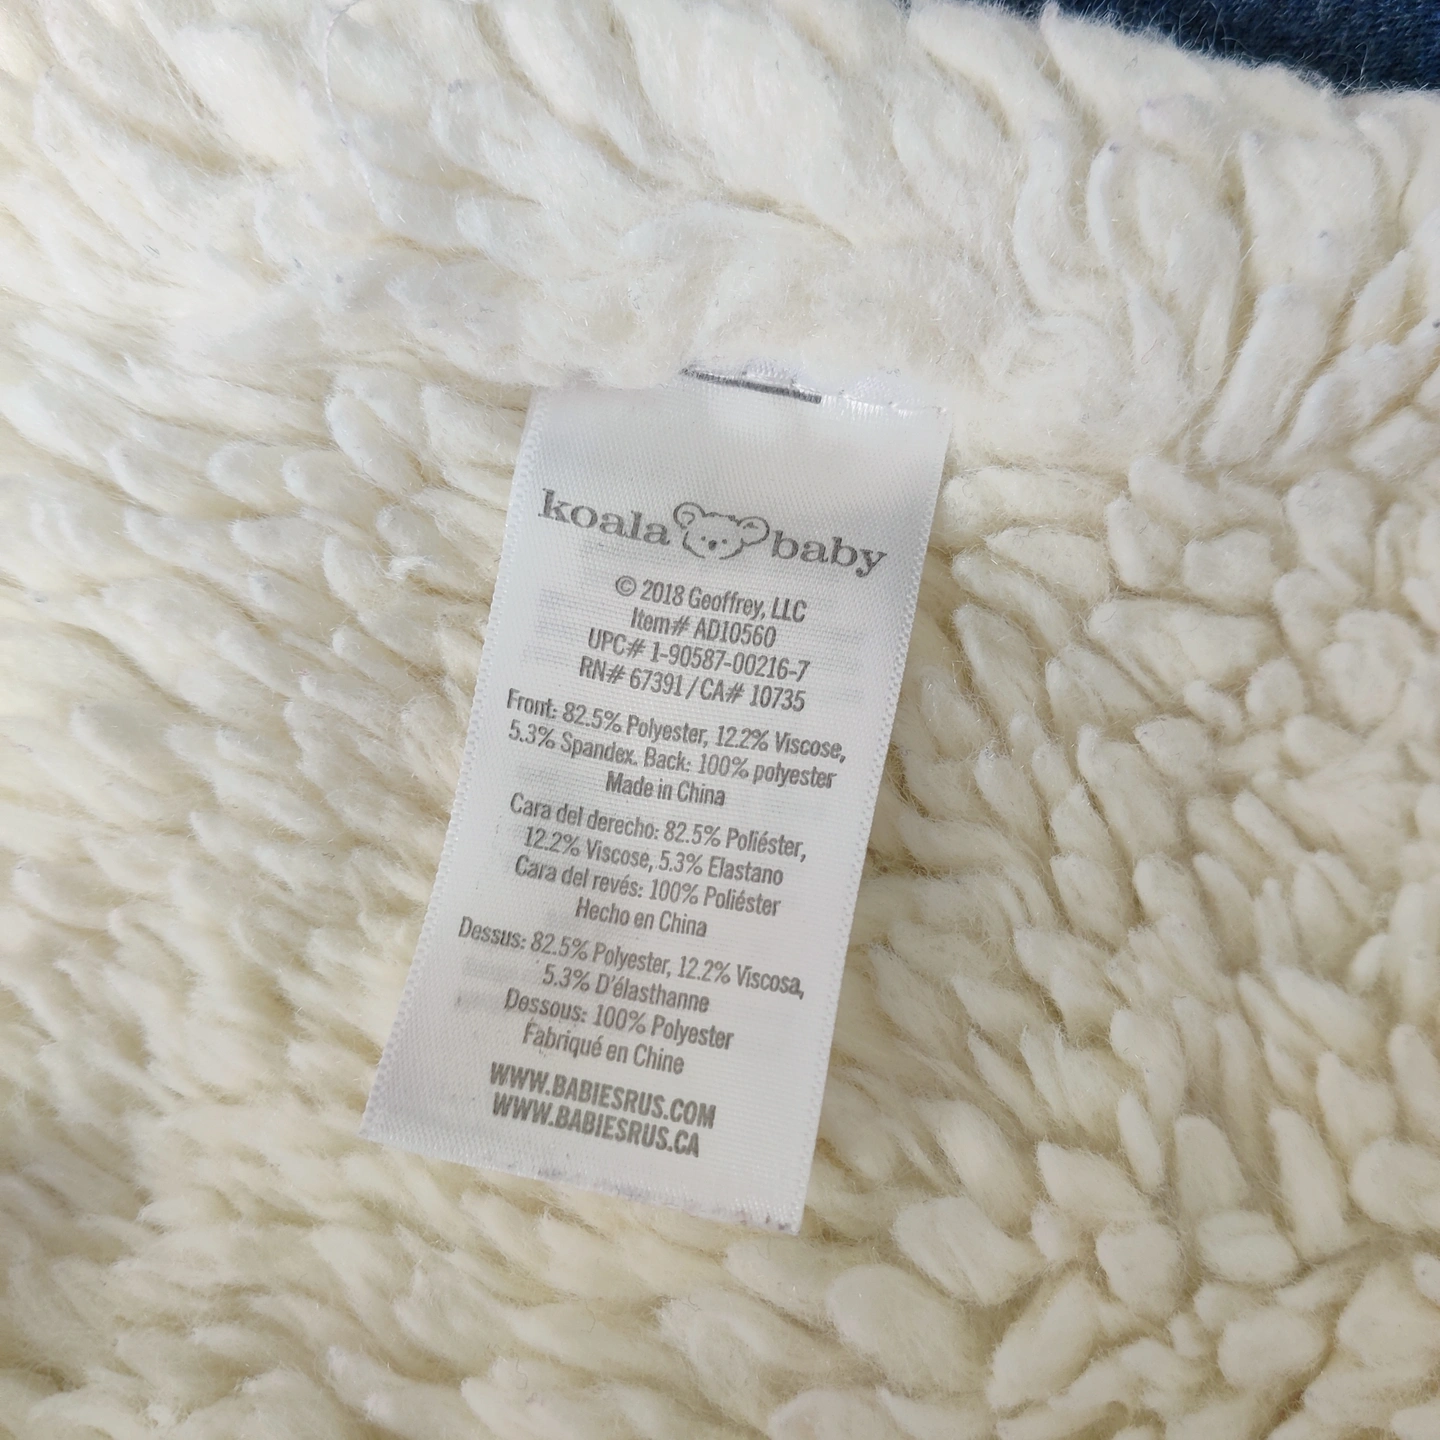 koala baby
© 2018 Geoffrey, LLC
Item# AD10560
UPC# 1-90587-00216-7
RN# 67391 / CA# 10735
Front: 82.5% Polyester, 12.2% Viscose,
5.3% Spandex. Back: 100% polyester
Made in China
Cara del derecho: 82.5% Poliéster,
12.2% Viscose, 5.3% Elastano
Cara del revés: 100% Poliéster
Hecho en China
Dessus: 82.5% Polyester, 12.2% Viscosa,
5.3% D'élasthanne
Dessous: 100% Polyester
Fabriqué en Chine
WWW.BABIESRUS.COM
WWW.BABIESRUS.CA